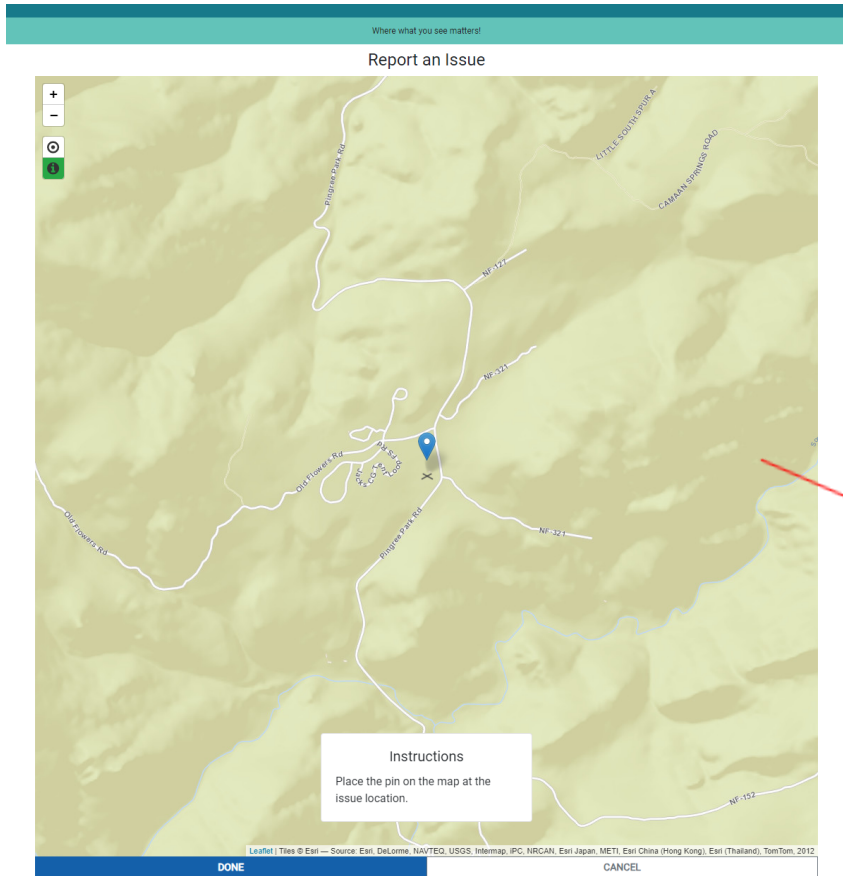 Where what you see matters!
Report an Issue
+
−
LITTLE SOUTH SPUR A
CAMAAN SPRINGS ROAD
Pingree Park Rd
NF-127
NF-321
Old Flowers Rd
Old Flowers Rd
NF-321
Pingree Park Rd
NF-152
Instructions
Place the pin on the map at the
issue location.
Leaflet | Tiles © Esri — Source: Esri, DeLorme, NAVTEQ, USGS, Intermap, iPC, NRCAN, Esri Japan, METI, Esri China (Hong Kong), Esri (Thailand), TomTom, 2012
DONE
CANCEL